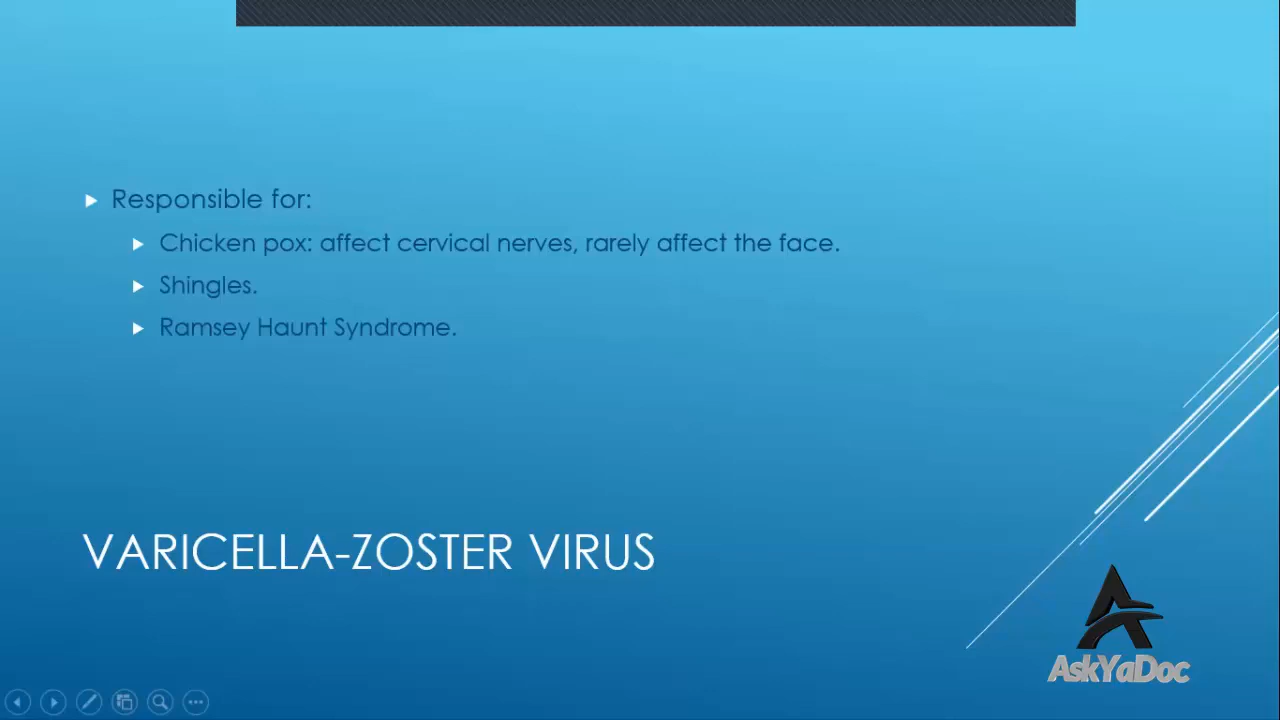 Responsible for:
Chicken pox: affect cervical nerves, rarely affect the face.
Shingles.
Ramsey Haunt Syndrome.
VARICELLA-ZOSTER VIRUS
AskYaDoc